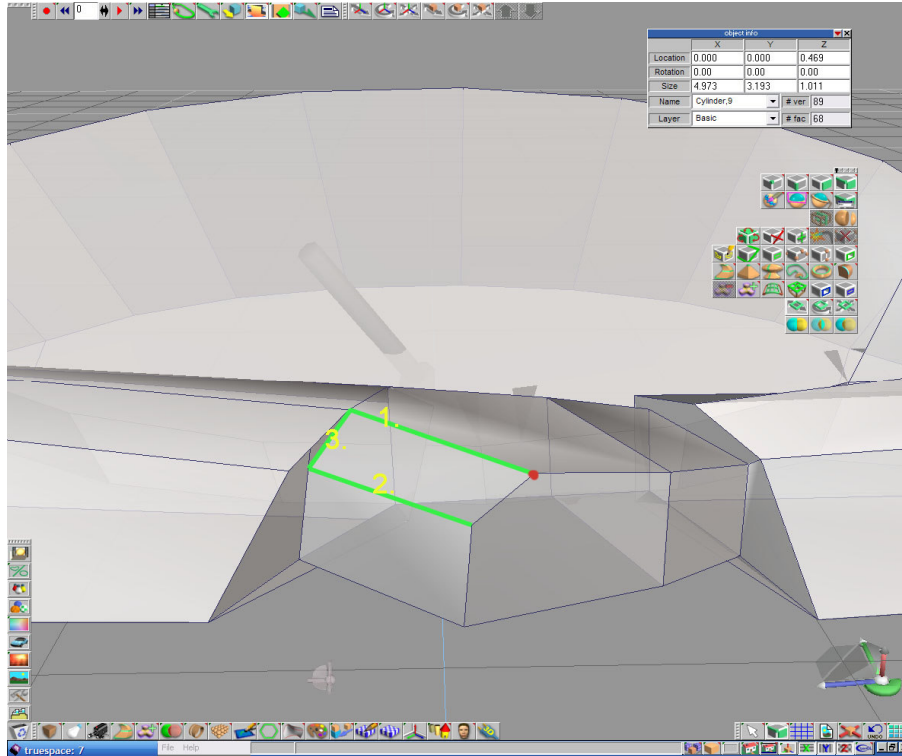 0
object info
X Y Z
Location 0.000 0.000 0.469
Rotation 0.00 0.00 0.00
Size 4.973 3.193 1.011
Name Cylinder,9 # ver 89
Layer Basic # fac 68
1.
3.
2.
UNDO
truespace: 7 File Help